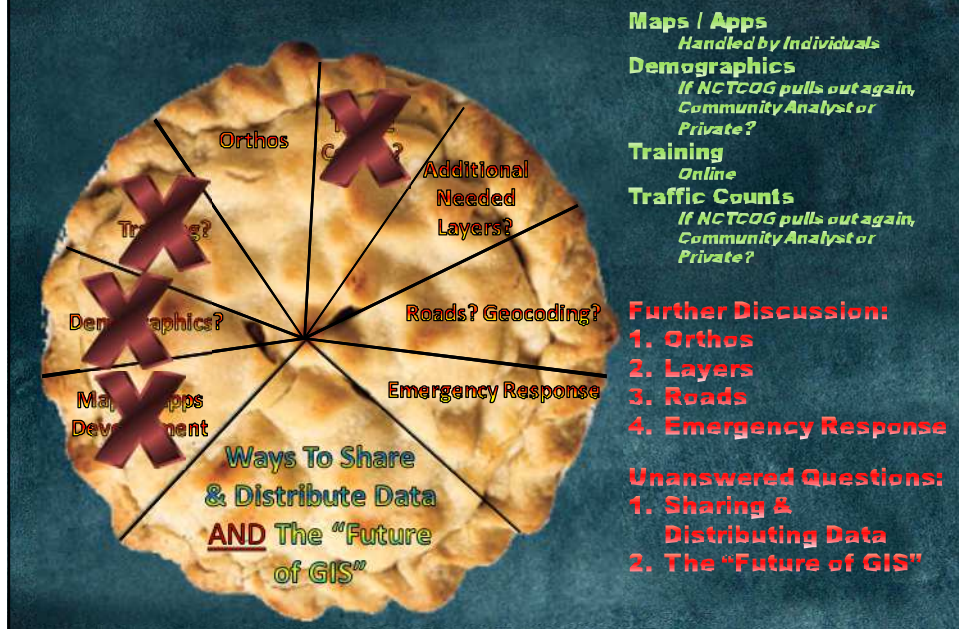 Orthos
Additional
Needed
Layers?
Roads? Geocoding?
Emergency Response
Ways To Share
& Distribute Data
AND The "Future
of GIS"
Maps / Apps
Handled by Individuals
Demographics
If NCTCOG pulls out again,
Community Analyst or
Private?
Training
Online
Traffic Counts
If NCTCOG pulls out again,
Community Analyst or
Private?
Further Discussion:
1. Orthos
2. Layers
3. Roads
4. Emergency Response
Unanswered Questions:
1. Sharing &
Distributing Data
2. The "Future of GIS"